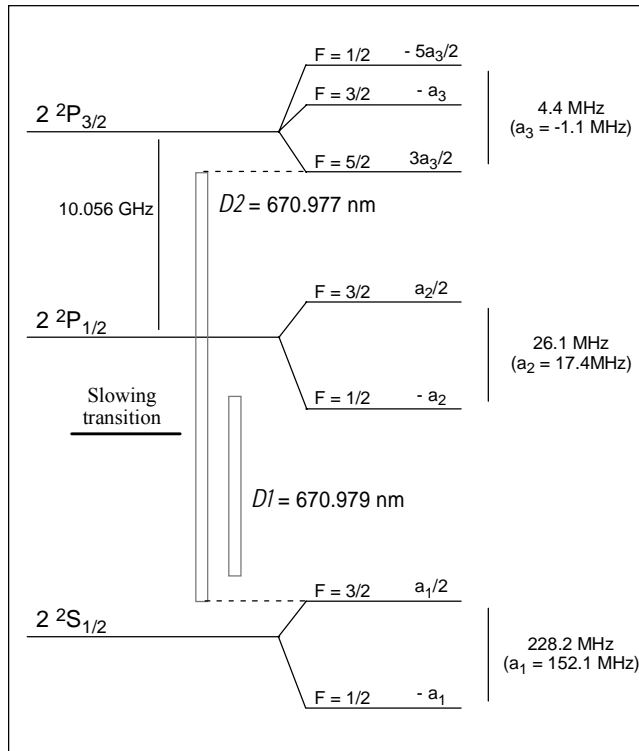 F = 1/2 - 5a3/2
F = 3/2 - a3
2 2P3/2
F = 5/2 3a3/2
4.4 MHz
(a3 = -1.1 MHz)
10.056 GHz
D2 = 670.977 nm
F = 3/2 a2/2
2 2P1/2
F = 1/2 - a2
26.1 MHz
(a2 = 17.4MHz)
Slowing
transition
D1 = 670.979 nm
F = 3/2 a1/2
2 2S1/2
F = 1/2 - a1
228.2 MHz
(a1 = 152.1 MHz)